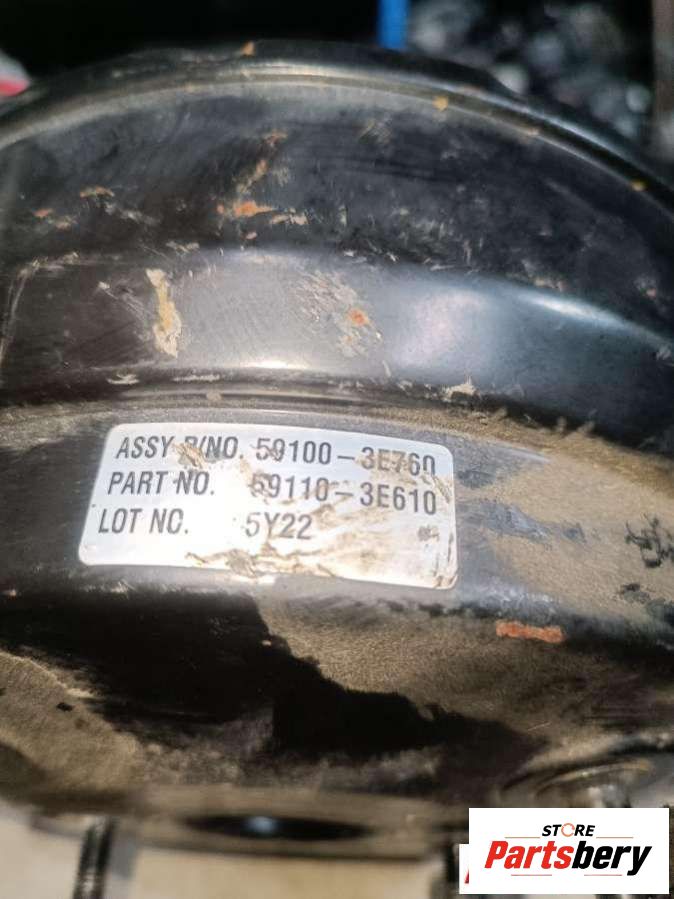 ASSY P/NO. 59100-3E760
PART NO. 59110-3E610
LOT NO. 5Y22
STORE
Partsbery